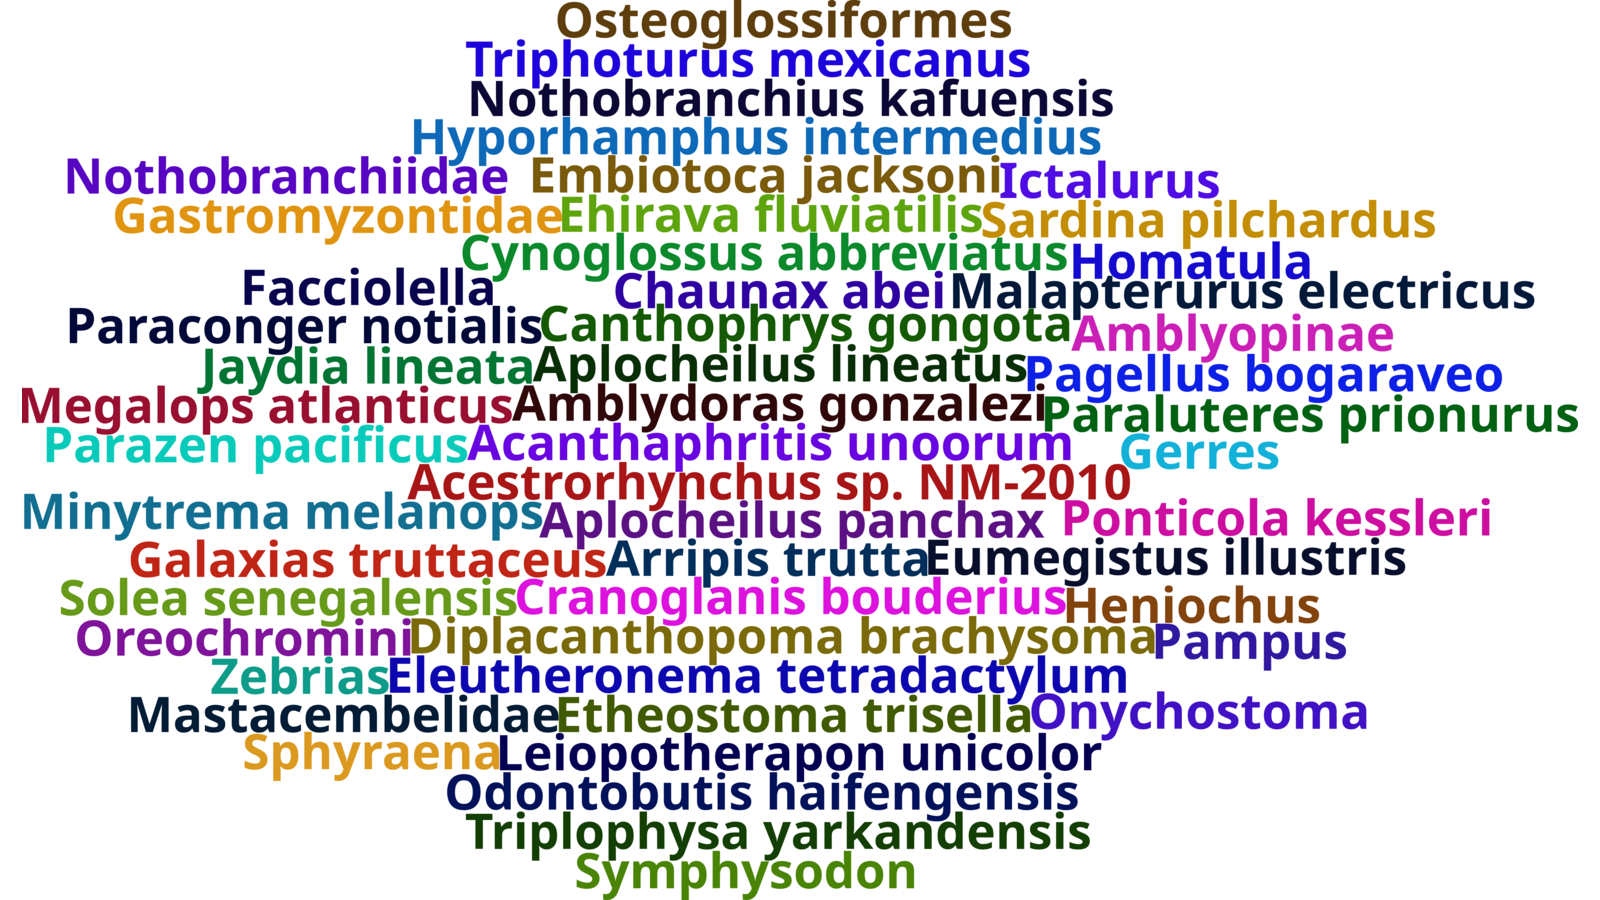 Osteoglossiformes
Triphoturus mexicanus
Nothobranchius kafuensis
Hyporhamphus intermedius
Nothobranchiidae Embiotoca jacksoni Ictalurus
Gastromyzontidae Ehirava fluviatilis Sardina pilchardus
Cynoglossus abbreviatus Homatula
Facciolella Chaunax abei Malapterurus electricus
Paraconger notialis Canthophrys gongota Amblyopinae
Jaydia lineata Aplocheilus lineatus Pagellus bogaraveo
Megalops atlanticus Amblydoras gonzalezi Paraluteres prionurus
Parazen pacificus Acanthaphritis unoorum Gerres
Acestrorhynchus sp. NM-2010
Minytrema melanops Aplocheilus panchax Ponticola kessleri
Galaxias truttaceus Arripis trutta Eumegistus illustris
Solea senegalensis Cranoglanis bouderius Heniochus
Oreochromini Diplacanthopoma brachysoma Pampus
Zebrias Eleutheronema tetradactylum
Mastacembelidae Etheostoma trisella Onychostoma
Sphyraena Leiopotherapon unicolor
Odontobutis haifengensis
Triplophysa yarkandensis
Symphysodon